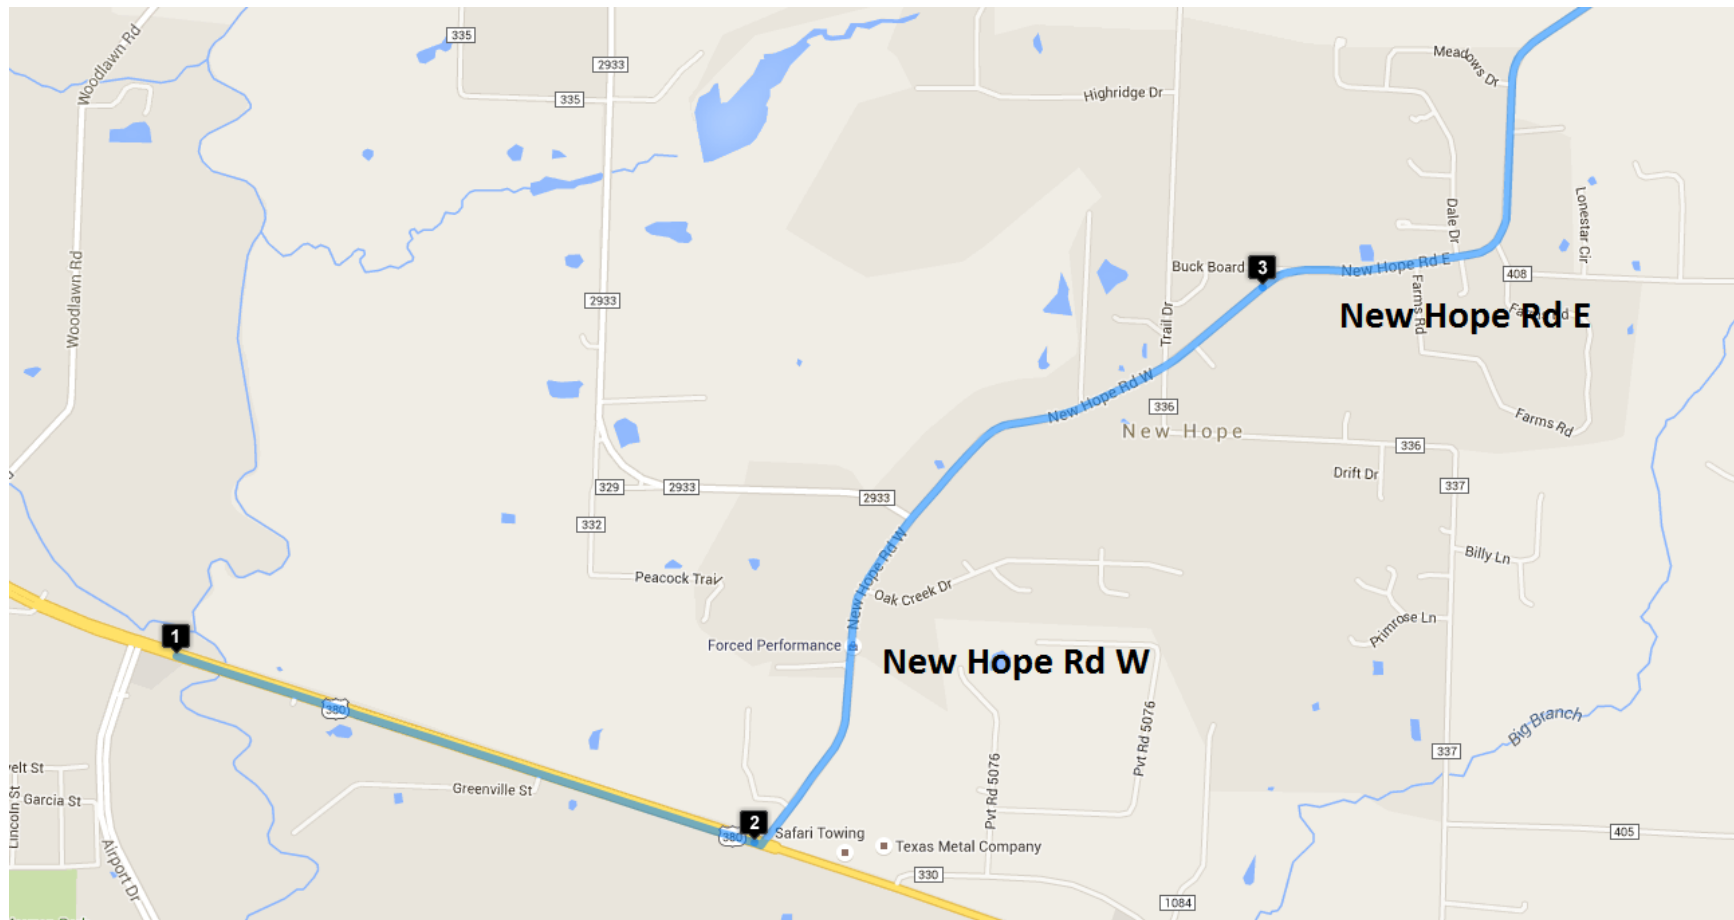 Woodlawn Rd
335
2933
335
Highridge Dr
Meadows Dr
Woodlawn Rd
2933
Buck Board
3
New Hope Rd E
Dale Dr
Lonestar Cir
408
Trail Dr
Farms Rd
New Hope Rd E
New Hope Rd W
336
New Hope
336
Farms Rd
Drift Dr
337
329
2933
2933
332
New Hope Rd W
Billy Ln
Peacock Trai
Oak Creek Dr
Primrose Ln
1
Forced Performance
New Hope Rd W
380
Pvt Rd 5076
Big Branch
337
Pvt Rd 5076
elt St
Garcia St
Lincoln St
Greenville St
2
380
Safari Towing
Texas Metal Company
405
Airport Dr
330
1084